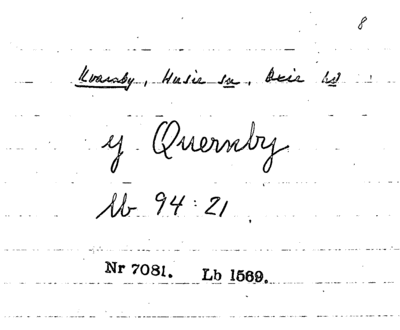 8
Kvarnby, Husie sn, Oxie hd
y Quernby
Lb 94:21
Nr 7081. Lb 1569.